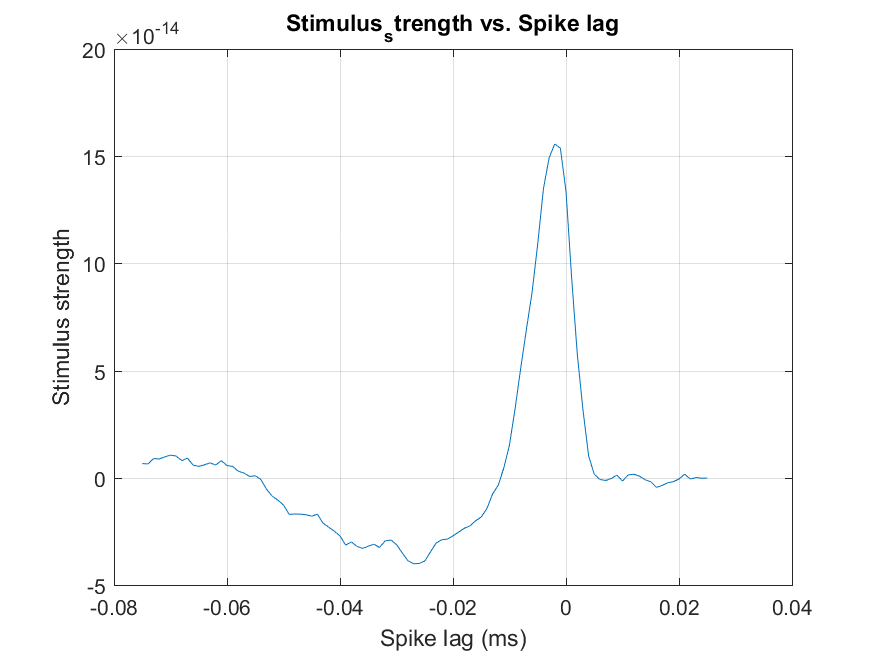 Stimulus_strength vs. Spike lag
×10-14
20
15
10
5
0
-5
-0.08 -0.06 -0.04 -0.02 0 0.02 0.04
Stimulus strength
Spike lag (ms)